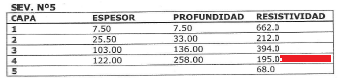 SEV. Nº5
CAPA ESPESOR PROFUNDIDAD RESISTIVIDAD
1 7.50 7.50 662.0
2 25.50 33.00 212.0
3 103.00 136.00 394.0
4 122.00 258.00 195.0
5 68.0